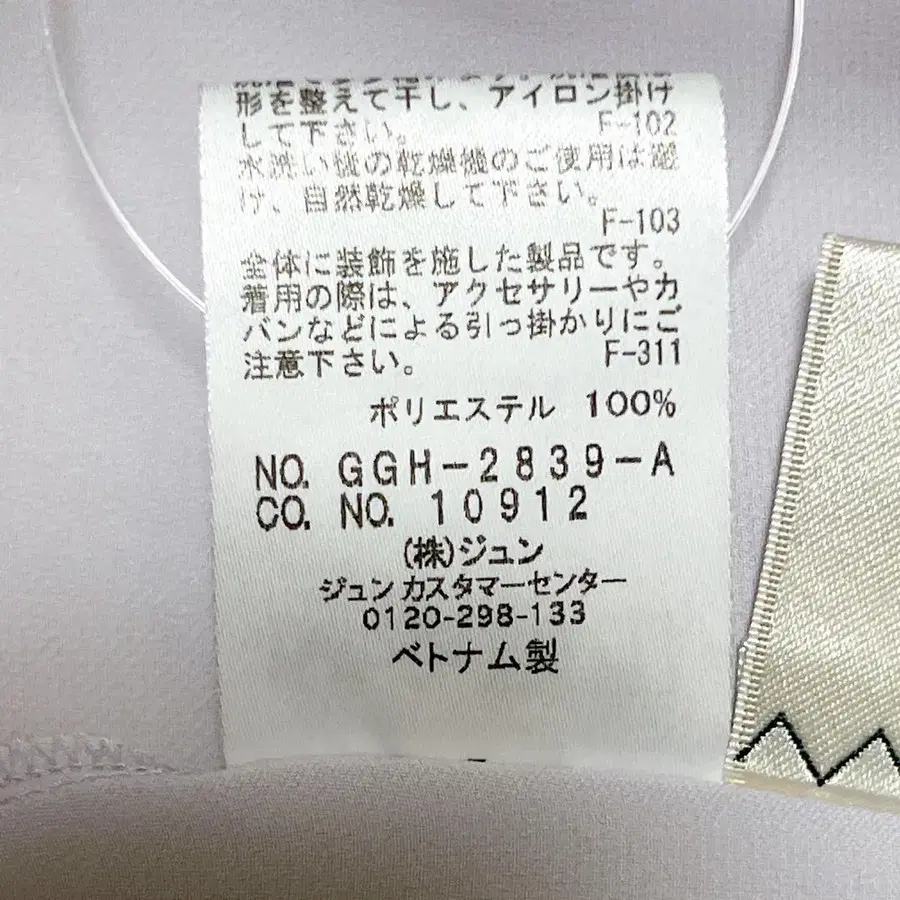 形を整えて干し、アイロン掛け
して下さい。 F-102
水洗い後の乾燥機のご使用は避
け、自然乾燥して下さい。
F-103
全体に装飾を施した製品です。
着用の際は、アクセサリーやカ
バンなどによる引っ掛かりにご
注意下さい。 F-311
ポリエステル 100%
NO. GGH-2839-A
CO. NO. 10912
(株)ジュン
ジュン カスタマーセンター
0120-298-133
ベトナム製